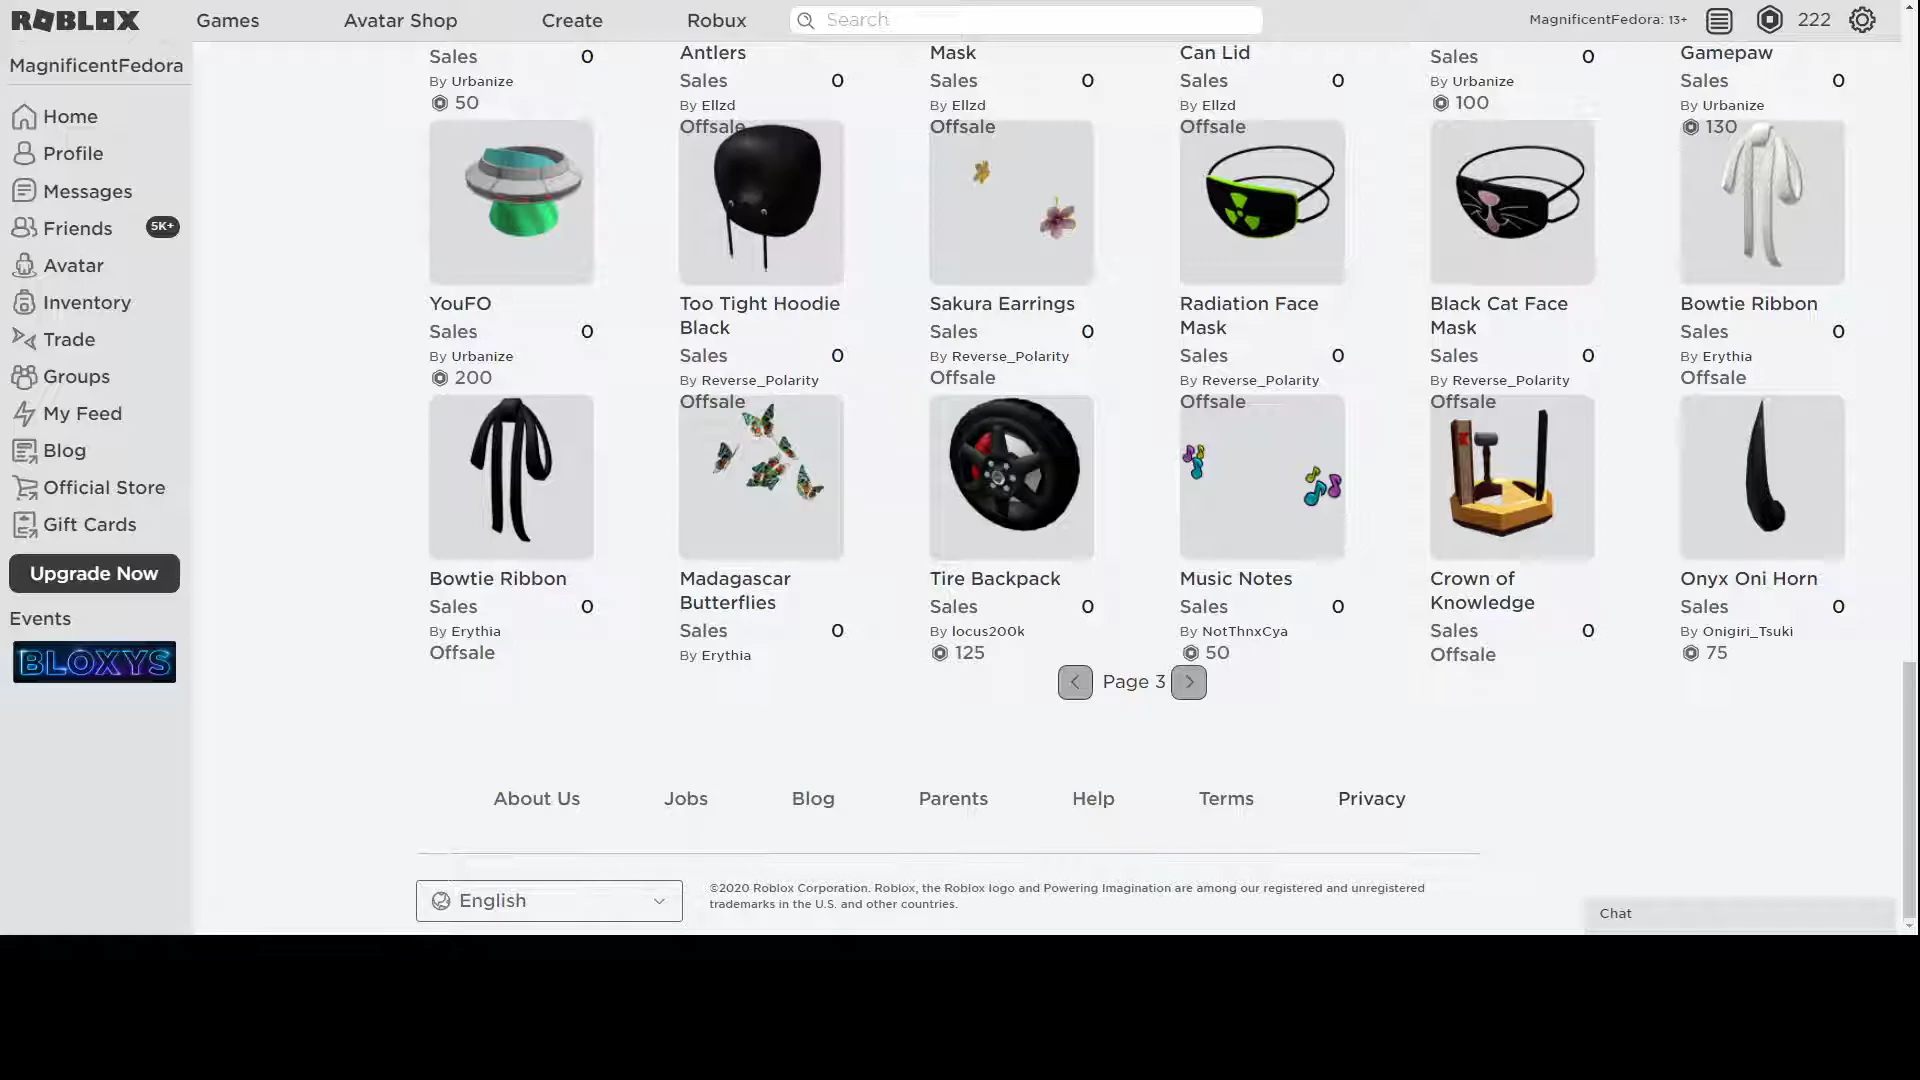 ROBLOX
Games
Avatar Shop
Create
Robux
Search
MagnificentFedora: 13+
222
MagnificentFedora
Home
Profile
Messages
Friends
5K+
Avatar
Inventory
Trade
Groups
My Feed
Blog
Official Store
Gift Cards
Upgrade Now
Events
BLOXYS
Sales 0
By Urbanize
50
Antlers
Sales 0
By Ellzd
Offsale
Mask
Sales 0
By Ellzd
Offsale
Can Lid
Sales 0
By Ellzd
Offsale
Sales 0
By Urbanize
100
Gamepaw
Sales 0
By Urbanize
130
YouFO
Sales 0
By Urbanize
200
Too Tight Hoodie
Black
Sales 0
By Reverse_Polarity
Offsale
Sakura Earrings
Sales 0
By Reverse_Polarity
Offsale
Radiation Face
Mask
Sales 0
By Reverse_Polarity
Offsale
Black Cat Face
Mask
Sales 0
By Reverse_Polarity
Offsale
Bowtie Ribbon
Sales 0
By Erythia
Offsale
Bowtie Ribbon
Sales 0
By Erythia
Offsale
Madagascar
Butterflies
Sales 0
By Erythia
Tire Backpack
Sales 0
By locus200k
125
Music Notes
Sales 0
By NotThnxCya
50
Crown of
Knowledge
Sales 0
Offsale
Onyx Oni Horn
Sales 0
By Onigiri_Tsuki
75
Page 3
About Us
Jobs
Blog
Parents
Help
Terms
Privacy
English
©2020 Roblox Corporation. Roblox, the Roblox logo and Powering Imagination are among our registered and unregistered
trademarks in the U.S. and other countries.
Chat